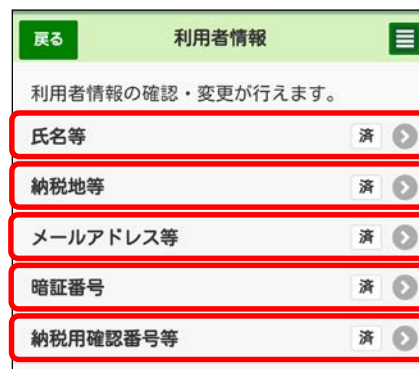 戻る 利用者情報
利用者情報の確認・変更が行えます。
氏名等 済
納税地等 済
メールアドレス等 済
暗証番号 済
納税用確認番号等 済